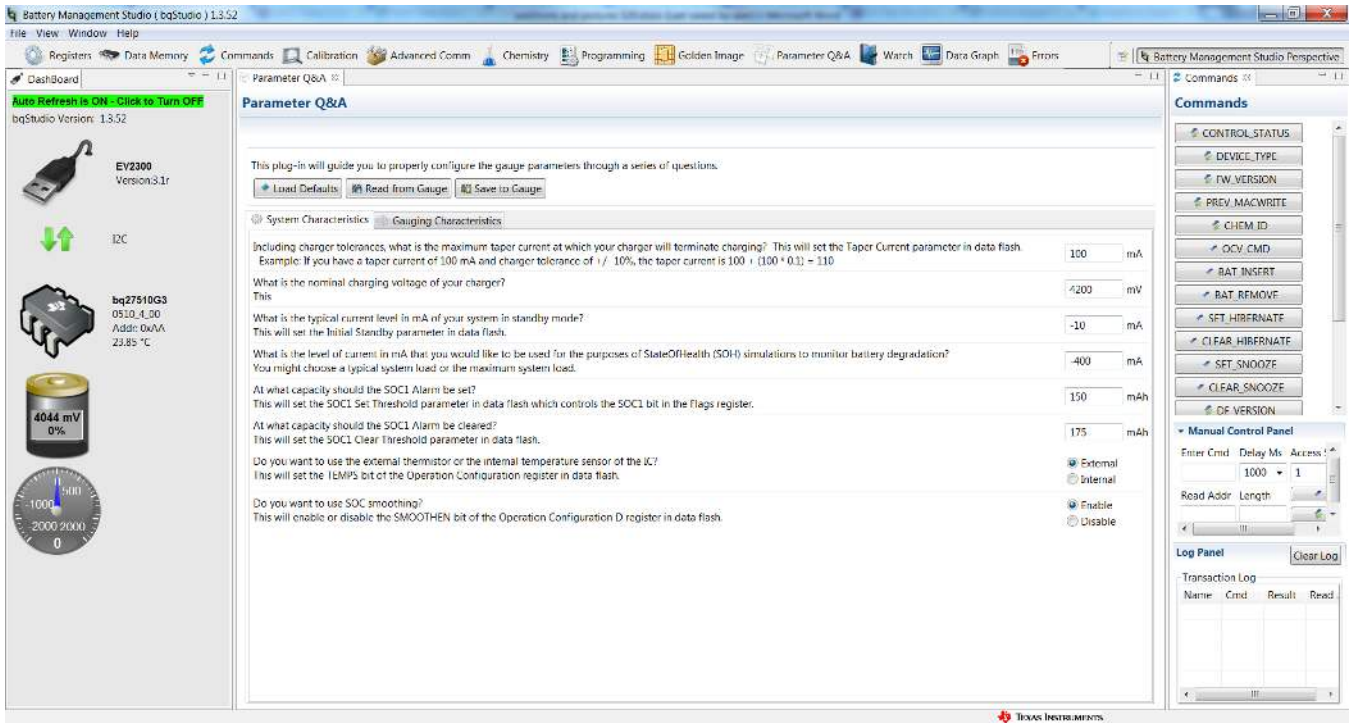 Battery Management Studio ( bqStudio ) 1.3.52
File View Window Help
Registers Data Memory Commands Calibration Advanced Comm Chemistry Programming Golden Image Parameter Q&A Watch Data Graph Errors Battery Management Studio Perspective
DashBoard
Auto Refresh is ON - Click to Turn OFF
bqStudio Version: 1.3.52
EV2300
Version:3.1r
I2C
bq27510G3
0510_4_00
Addr: 0xAA
23.85 °C
4044 mV
0%
-1000 500
-2000 2000
0
Parameter Q&A
Parameter Q&A
This plug-in will guide you to properly configure the gauge parameters through a series of questions.
Load Defaults Read from Gauge Save to Gauge
System Characteristics Gauging Characteristics
Including charger tolerances, what is the maximum taper current at which your charger will terminate charging? This will set the Taper Current parameter in data flash.
Example: If you have a taper current of 100 mA and charger tolerance of +/- 10%, the taper current is 100 + (100 * 0.1) = 110
100 mA
What is the nominal charging voltage of your charger?
This
4200 mV
What is the typical current level in mA of your system in standby mode?
This will set the Initial Standby parameter in data flash.
-10 mA
What is the level of current in mA that you would like to be used for the purposes of StateOfHealth (SOH) simulations to monitor battery degradation?
You might choose a typical system load or the maximum system load.
-400 mA
At what capacity should the SOC1 Alarm be set?
This will set the SOC1 Set Threshold parameter in data flash which controls the SOC1 bit in the Flags register.
150 mAh
At what capacity should the SOC1 Alarm be cleared?
This will set the SOC1 Clear Threshold parameter in data flash.
175 mAh
Do you want to use the external thermistor or the internal temperature sensor of the IC?
This will set the TEMPS bit of the Operation Configuration register in data flash.
External
Internal
Do you want to use SOC smoothing?
This will enable or disable the SMOOTHEN bit of the Operation Configuration D register in data flash.
Enable
Disable
Commands
Commands
CONTROL_STATUS
DEVICE_TYPE
FW_VERSION
PREV_MACWRITE
CHEM_ID
OCV_CMD
BAT_INSERT
BAT_REMOVE
SET_HIBERNATE
CLEAR_HIBERNATE
SET_SNOOZE
CLEAR_SNOOZE
DF_VERSION
Manual Control Panel
Enter Cmd Delay Ms Access
1000 1
Read Addr Length
Log Panel Clear Log
Transaction Log
Name Cmd Result Read
TEXAS INSTRUMENTS